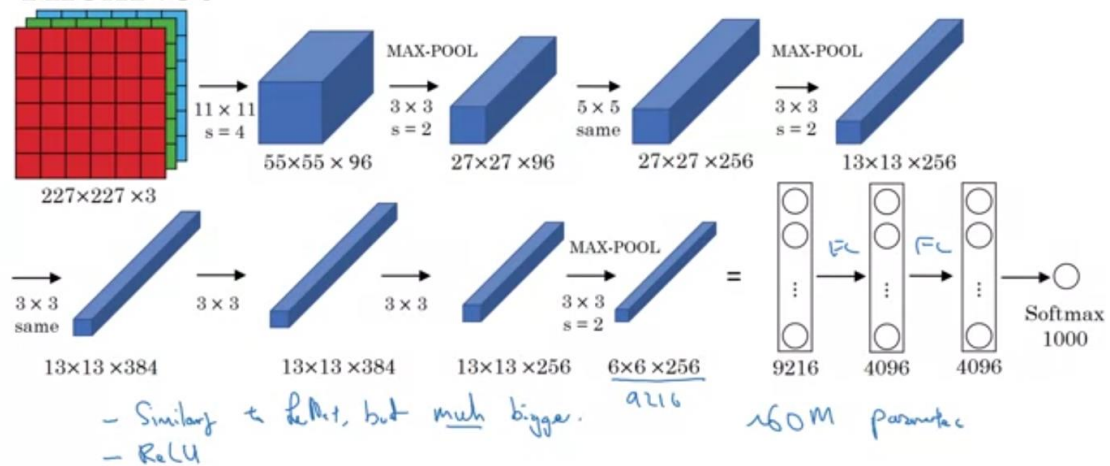 MAX-POOL
MAX-POOL
11 × 11
s = 4
3 × 3
s = 2
5 × 5
same
3 × 3
s = 2
55×55 × 96
27×27 ×96
27×27 ×256
13×13 ×256
227×227 ×3
MAX-POOL
FC
FC
=
3 × 3
same
3 × 3
3 × 3
3 × 3
s = 2
...
...
...
Softmax
1000
13×13 ×384
13×13 ×384
13×13 ×256
6×6 ×256
9216
4096
4096
9216
- Similary to LeNet, but much bigger.
- ReLU
~60M